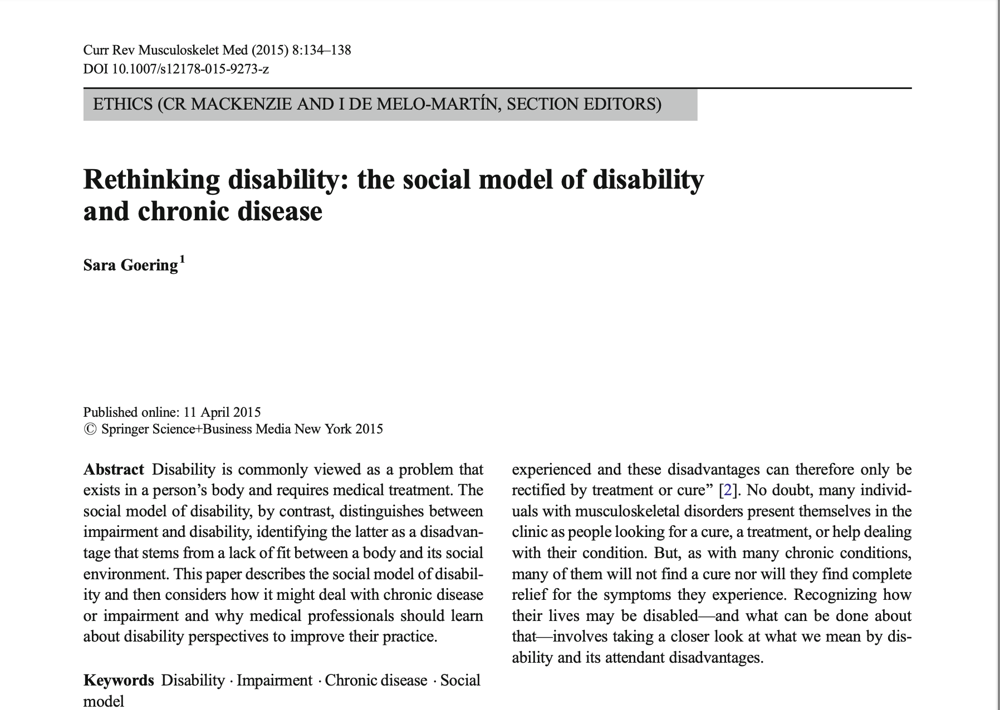 Curr Rev Musculoskelet Med (2015) 8:134–138
DOI 10.1007/s12178-015-9273-z
ETHICS (CR MACKENZIE AND I DE MELO-MARTÍN, SECTION EDITORS)
Rethinking disability: the social model of disability
and chronic disease
Sara Goering1
Published online: 11 April 2015
© Springer Science+Business Media New York 2015
Abstract Disability is commonly viewed as a problem that
exists in a person’s body and requires medical treatment. The
social model of disability, by contrast, distinguishes between
impairment and disability, identifying the latter as a disadvan-
tage that stems from a lack of fit between a body and its social
environment. This paper describes the social model of disabil-
ity and then considers how it might deal with chronic disease
or impairment and why medical professionals should learn
about disability perspectives to improve their practice.
Keywords Disability · Impairment · Chronic disease · Social
model
experienced and these disadvantages can therefore only be
rectified by treatment or cure” [2]. No doubt, many individ-
uals with musculoskeletal disorders present themselves in the
clinic as people looking for a cure, a treatment, or help dealing
with their condition. But, as with many chronic conditions,
many of them will not find a cure nor will they find complete
relief for the symptoms they experience. Recognizing how
their lives may be disabled—and what can be done about
that—involves taking a closer look at what we mean by dis-
ability and its attendant disadvantages.